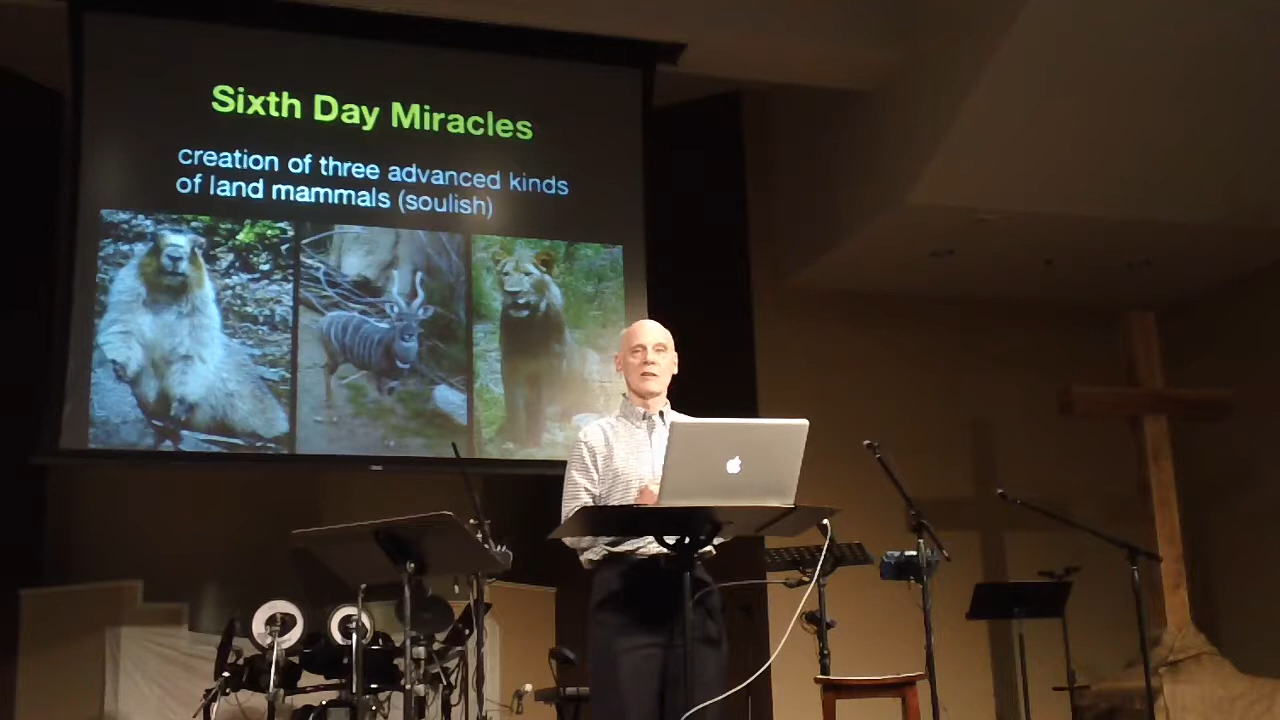 Sixth Day Miracles
creation of three advanced kinds
of land mammals (soulish)